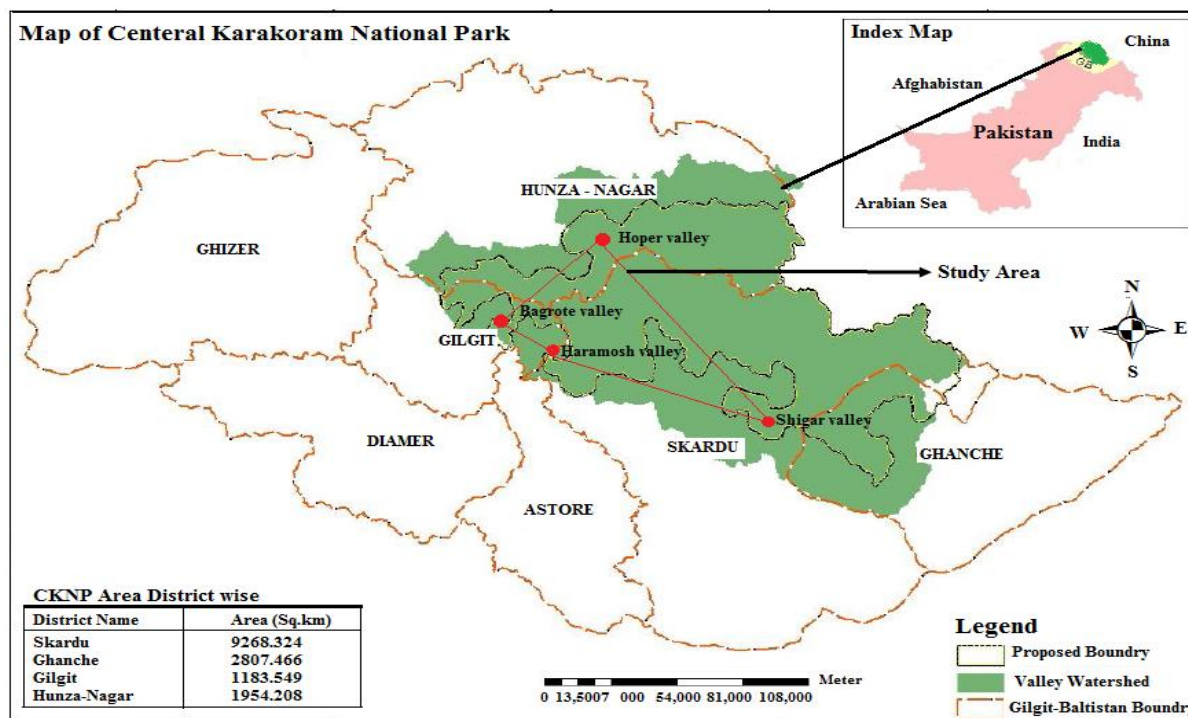 Map of Centeral Karakoram National Park
Index Map
China
GB
Afghabistan
Pakistan
India
Arabian Sea
HUNZA - NAGAR
Hoper valley
GHIZER
Study Area
Bagrote valley
GILGIT
Haramosh valley
N
W E
S
DIAMER
Shigar valley
SKARDU
GHANCHE
ASTORE
CKNP Area District wise
District Name Area (Sq.km)
Skardu 9268.324
Ghanche 2807.466
Gilgit 1183.549
Hunza-Nagar 1954.208
Meter
0 13,5007 000 54,000 81,000 108,000
Legend
Proposed Boundry
Valley Watershed
Gilgit-Baltistan Boundry